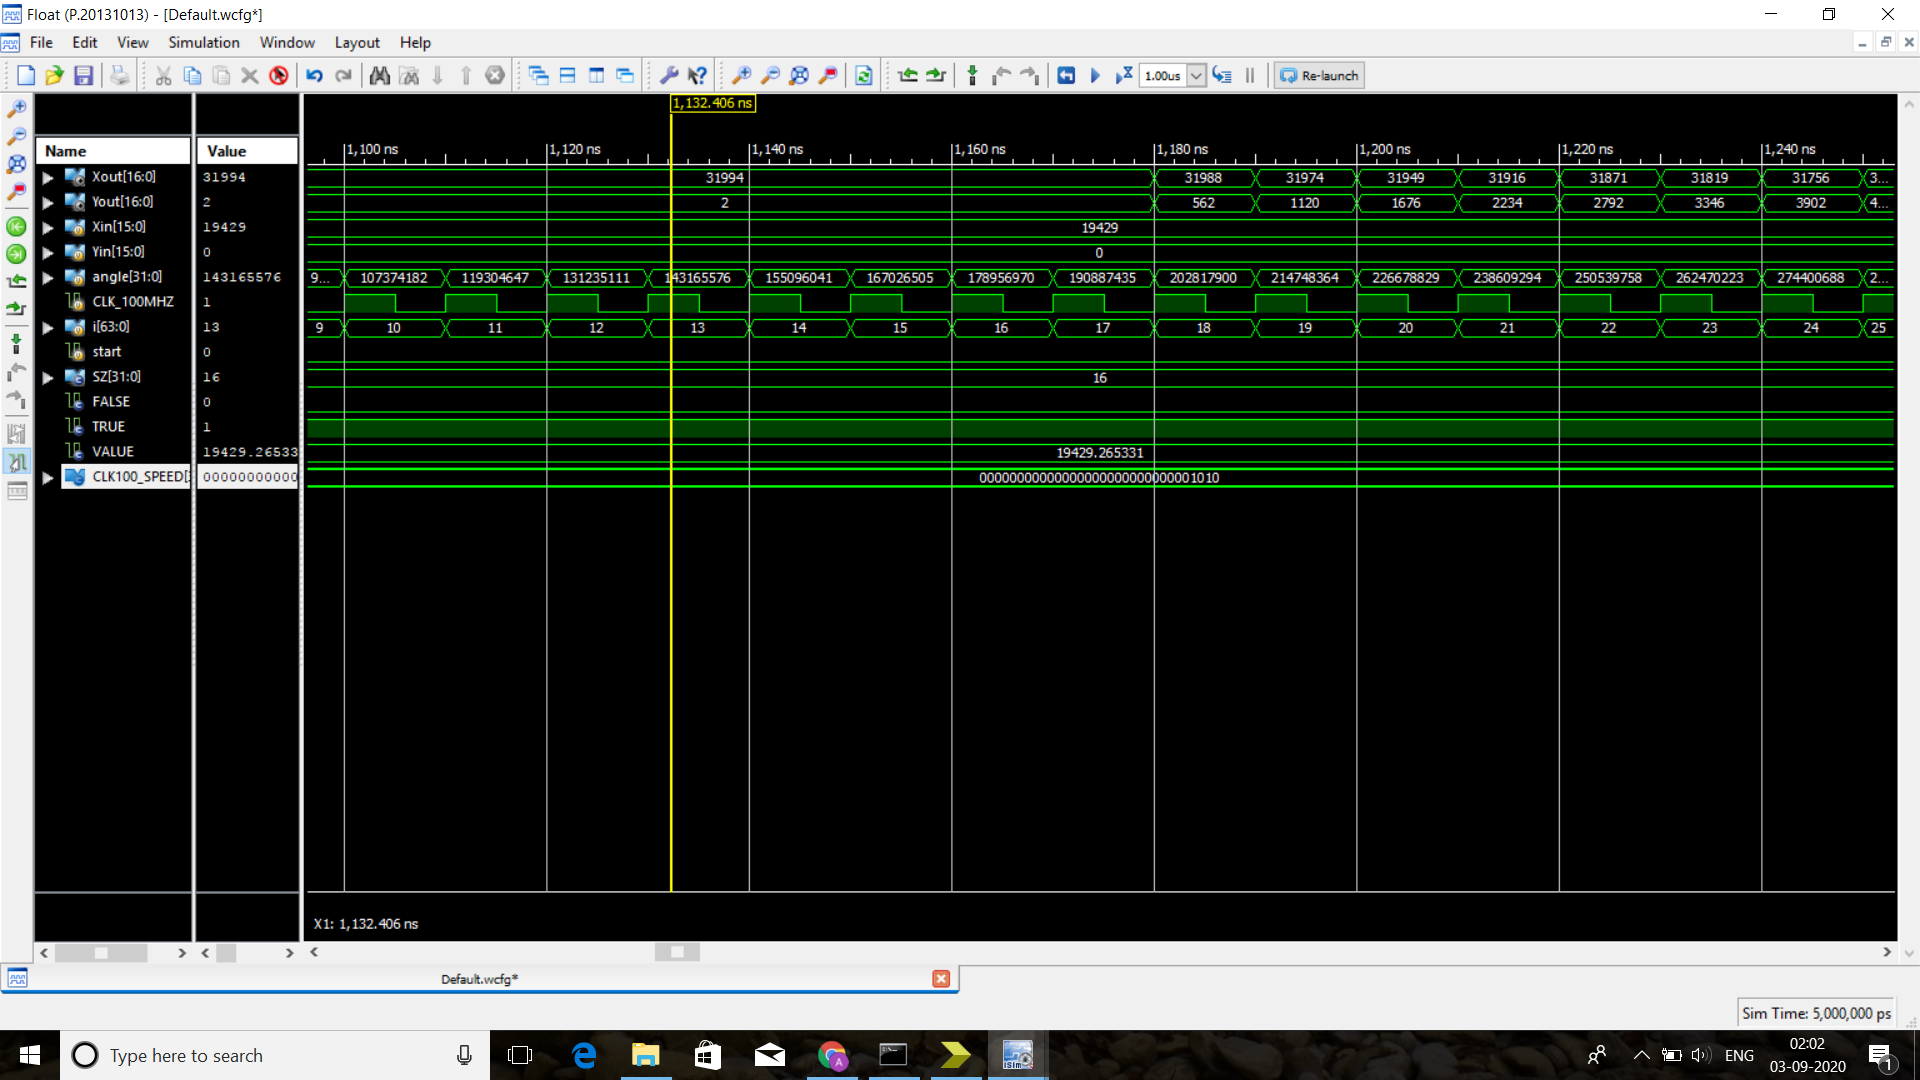 Float (P.20131013) - [Default.wcfg*]
File Edit View Simulation Window Layout Help
1.00us Re-launch
1,132.406 ns
Name Value 1,100 ns 1,120 ns 1,140 ns 1,160 ns 1,180 ns 1,200 ns 1,220 ns 1,240 ns
Xout[16:0] 31994 31994 31988 31974 31949 31916 31871 31819 31756 3...
Yout[16:0] 2 2 562 1120 1676 2234 2792 3346 3902 4...
Xin[15:0] 19429 19429
Yin[15:0] 0 0
angle[31:0] 143165576 9... 107374182 119304647 131235111 143165576 155096041 167026505 178956970 190887435 202817900 214748364 226678829 238609294 250539758 262470223 274400688 2...
CLK_100MHZ 1
i[63:0] 13 9 10 11 12 13 14 15 16 17 18 19 20 21 22 23 24 25
start 0
SZ[31:0] 16 16
FALSE 0
TRUE 1
VALUE 19429.26533 19429.265331
CLK100_SPEED[ 00000000000 00000000000000000000000000001010
X1: 1,132.406 ns
Default.wcfg*
Sim Time: 5,000,000 ps
Type here to search
ISim
ENG
02:02
03-09-2020
1